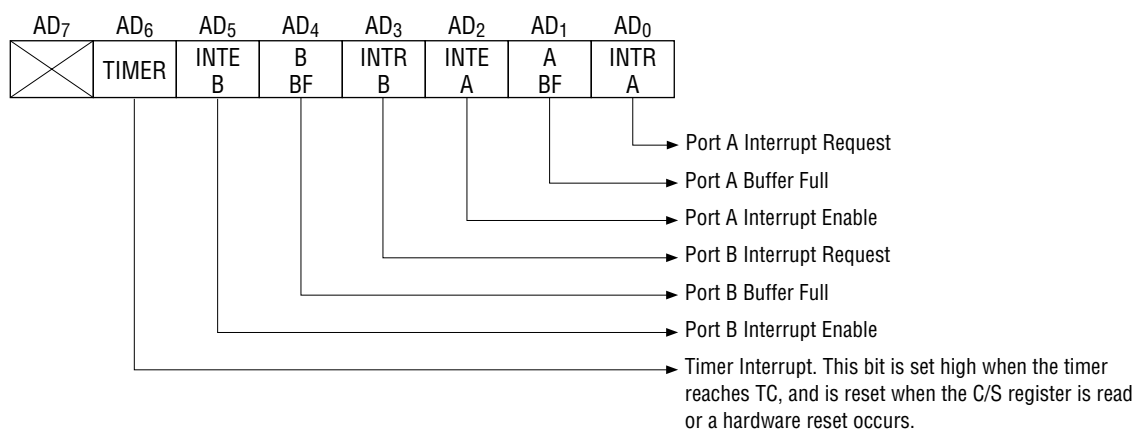 AD7 AD6 AD5 AD4 AD3 AD2 AD1 AD0
TIMER INTE B B BF INTR B INTE A A BF INTR A
Port A Interrupt Request
Port A Buffer Full
Port A Interrupt Enable
Port B Interrupt Request
Port B Buffer Full
Port B Interrupt Enable
Timer Interrupt. This bit is set high when the timer
reaches TC, and is reset when the C/S register is read
or a hardware reset occurs.